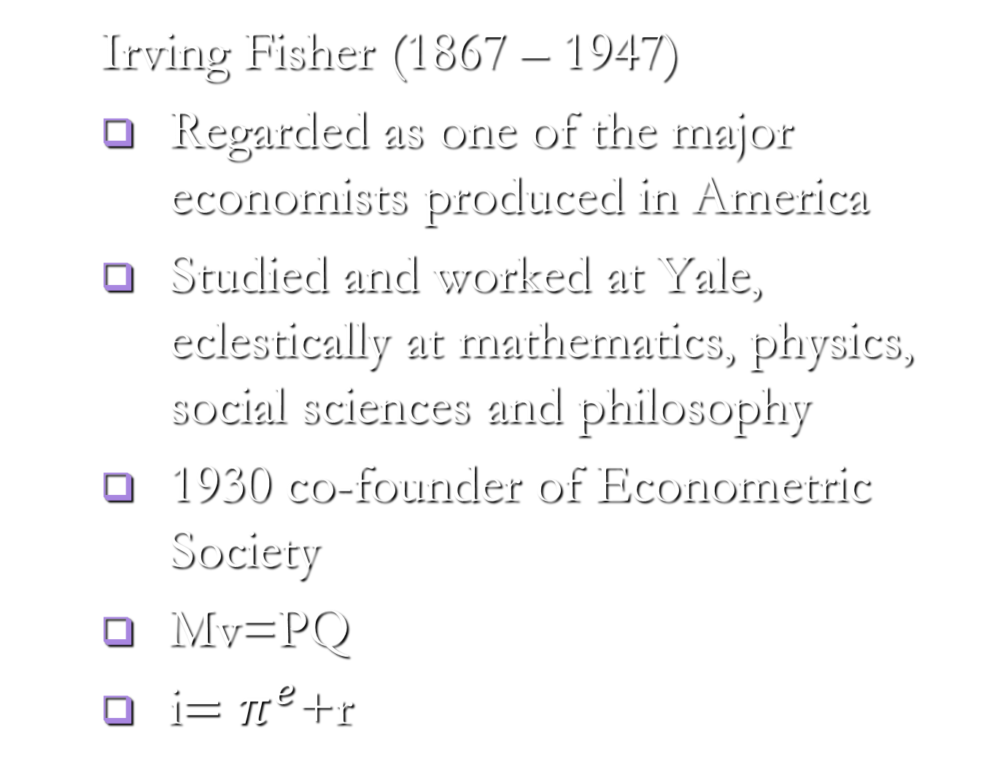 Irving Fisher (1867 – 1947)
Regarded as one of the major
economists produced in America
Studied and worked at Yale,
eclestically at mathematics, physics,
social sciences and philosophy
1930 co-founder of Econometric
Society
Mv=PQ
i= πᵉ+r